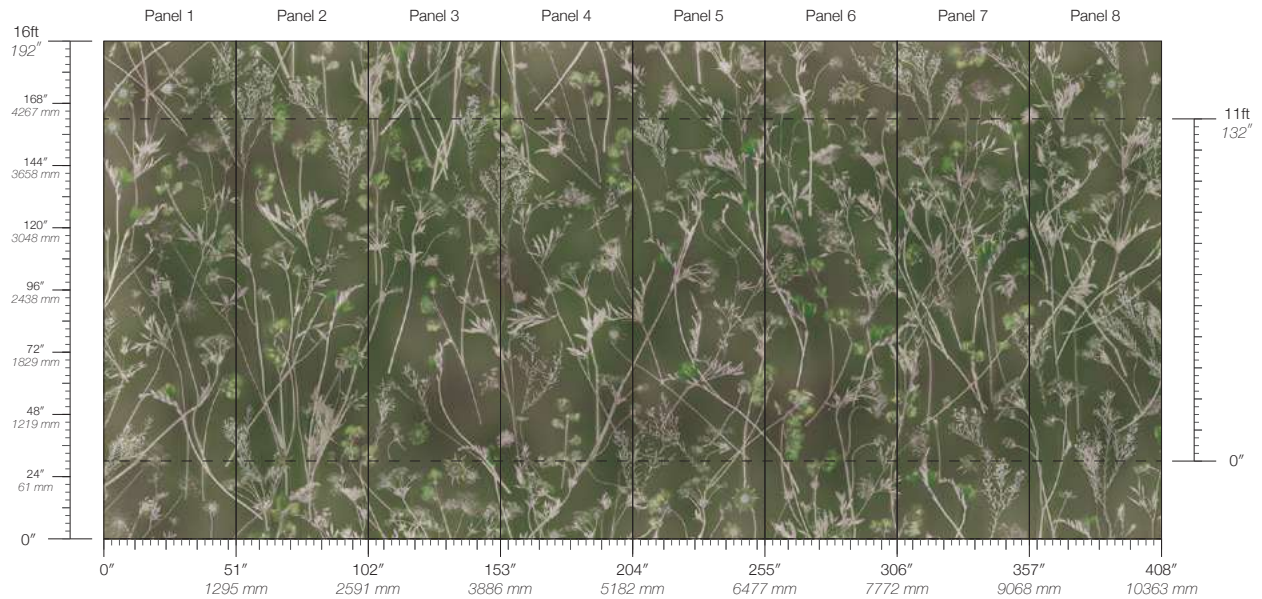 Panel 1 Panel 2 Panel 3 Panel 4 Panel 5 Panel 6 Panel 7 Panel 8
16ft
192″
168″
4267 mm
11ft
132″
144″
3658 mm
120″
3048 mm
96″
2438 mm
72″
1829 mm
48″
1219 mm
0″
24″
61 mm
0″
0″ 51″ 102″ 153″ 204″ 255″ 306″ 357″ 408″
1295 mm 2591 mm 3886 mm 5182 mm 6477 mm 7772 mm 9068 mm 10363 mm